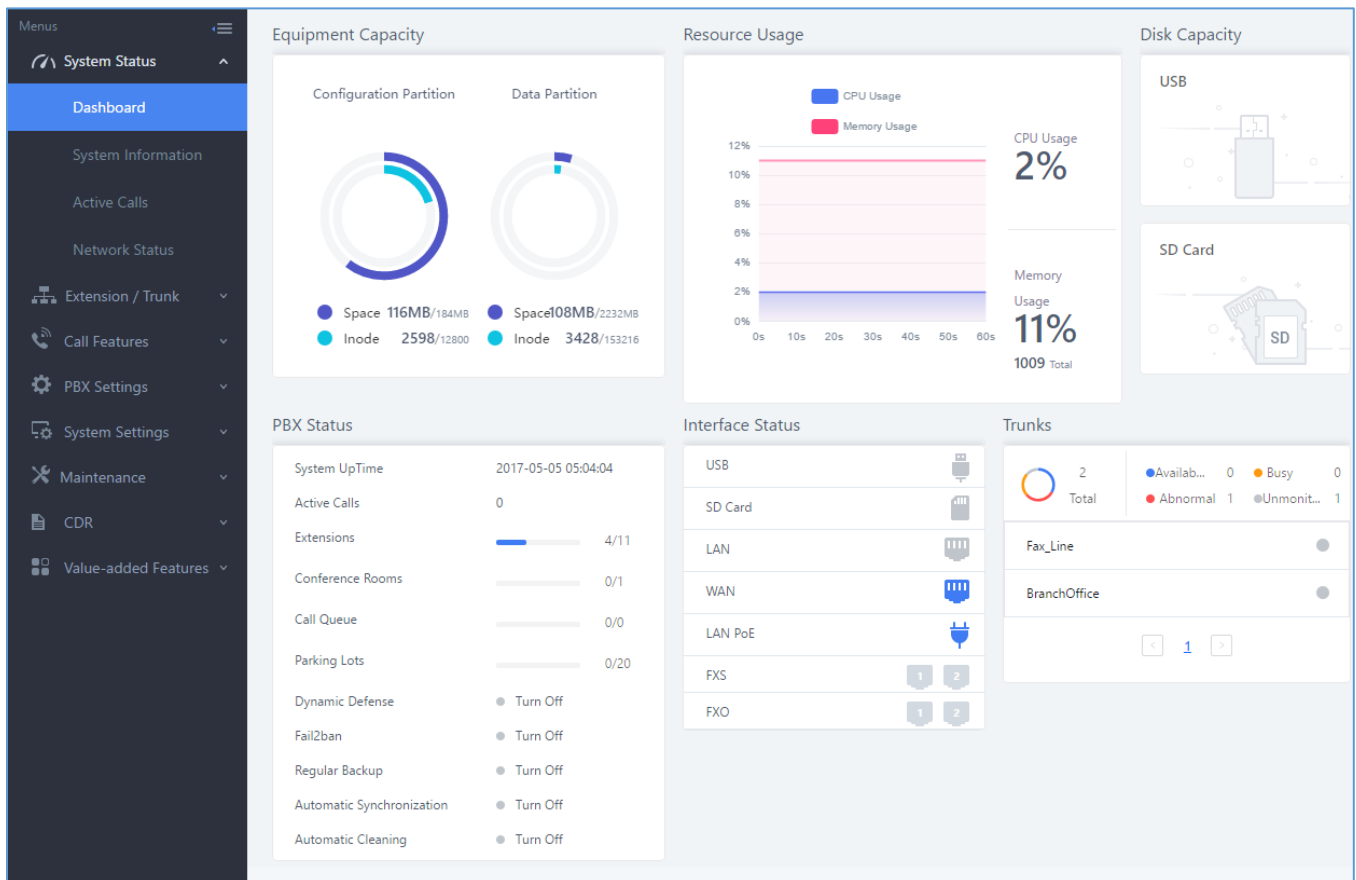 Menus
System Status
Dashboard
System Information
Active Calls
Network Status
Extension / Trunk
Call Features
PBX Settings
System Settings
Maintenance
CDR
Value-added Features
Equipment Capacity
Configuration Partition
Data Partition
Space 116MB/184MB
Inode 2598/12800
Space108MB/2232MB
Inode 3428/153216
Resource Usage
CPU Usage
Memory Usage
12%
10%
8%
6%
4%
2%
0%
0s 10s 20s 30s 40s 50s 60s
CPU Usage
2%
Memory
Usage
11%
1009 Total
Disk Capacity
USB
SD Card
SD
PBX Status
System UpTime 2017-05-05 05:04:04
Active Calls 0
Extensions 4/11
Conference Rooms 0/1
Call Queue 0/0
Parking Lots 0/20
Dynamic Defense Turn Off
Fail2ban Turn Off
Regular Backup Turn Off
Automatic Synchronization Turn Off
Automatic Cleaning Turn Off
Interface Status
USB
SD Card
LAN
WAN
LAN PoE
FXS 1 2
FXO 1 2
Trunks
2
Total
Availab... 0 Busy 0
Abnormal 1 Unmonit... 1
Fax_Line
BranchOffice
< 1 >